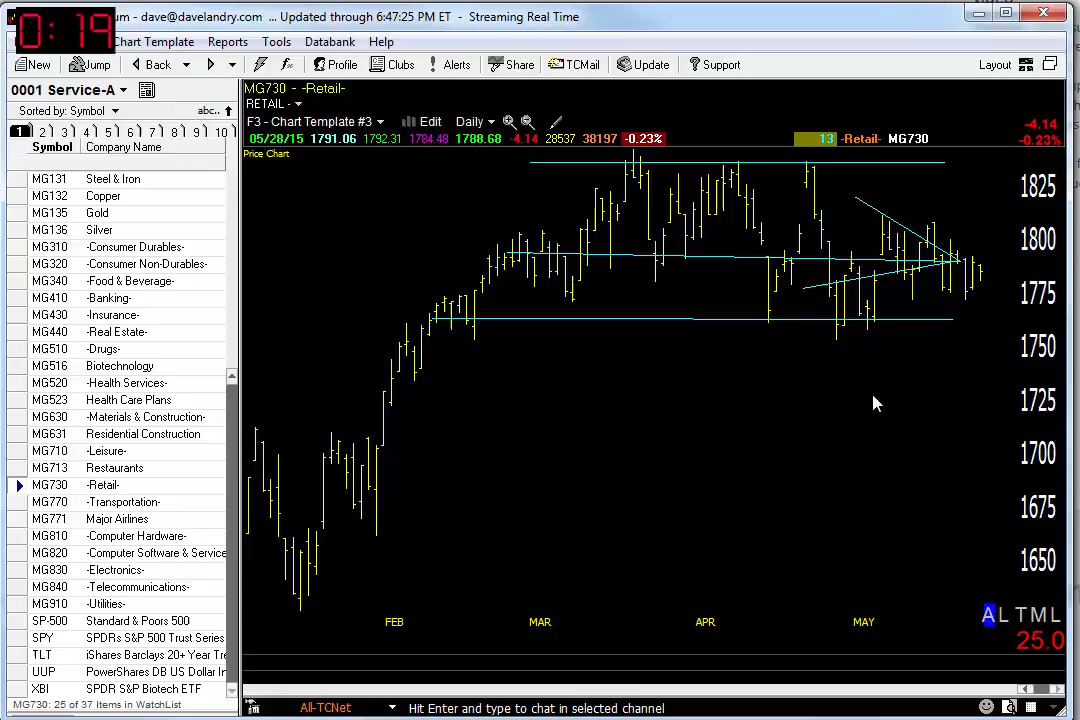 0:19
um - dave@davelandry.com ... Updated through 6:47:25 PM ET - Streaming Real Time
Chart Template Reports Tools Databank Help
New Jump Back Profile Clubs Alerts Share TCMail Update Support Layout
0001 Service-A
Sorted by: Symbol abc..
1 2 3 4 5 6 7 8 9 10
Symbol Company Name
MG131 Steel & Iron
MG132 Copper
MG135 Gold
MG136 Silver
MG310 -Consumer Durables-
MG320 -Consumer Non-Durables-
MG340 -Food & Beverage-
MG410 -Banking-
MG430 -Insurance-
MG440 -Real Estate-
MG510 -Drugs-
MG516 Biotechnology
MG520 -Health Services-
MG523 Health Care Plans
MG630 -Materials & Construction-
MG631 Residential Construction
MG710 -Leisure-
MG713 Restaurants
MG730 -Retail-
MG770 -Transportation-
MG771 Major Airlines
MG810 -Computer Hardware-
MG820 -Computer Software & Service
MG830 -Electronics-
MG840 -Telecommunications-
MG910 -Utilities-
SP-500 Standard & Poors 500
SPY SPDRs S&P 500 Trust Series
TLT iShares Barclays 20+ Year Tre
UUP PowerShares DB US Dollar In
XBI SPDR S&P Biotech ETF
MG730: 25 of 37 Items in WatchList
MG730 - -Retail-
RETAIL -
F3 - Chart Template #3 Edit Daily
05/28/15 1791.06 1792.31 1784.48 1788.68 -4.14 28537 38197 -0.23% 13 -Retail- MG730
-4.14
-0.23%
Price Chart
1825
1800
1775
1750
1725
1700
1675
1650
FEB MAR APR MAY
A L T M L
25.0
All-TCNet Hit Enter and type to chat in selected channel